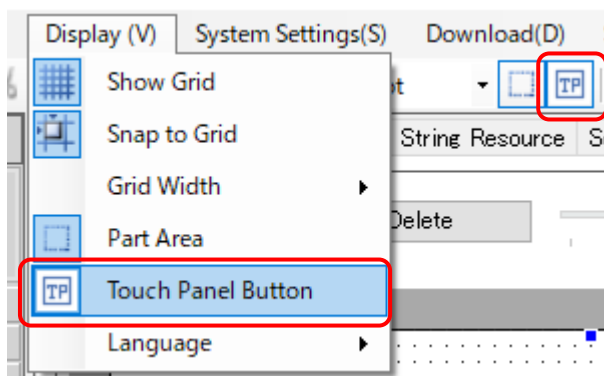 Display (V) System Settings(S) Download(D)
Show Grid
TP
Snap to Grid
String Resource
Grid Width
Delete
Part Area
TP Touch Panel Button
Language